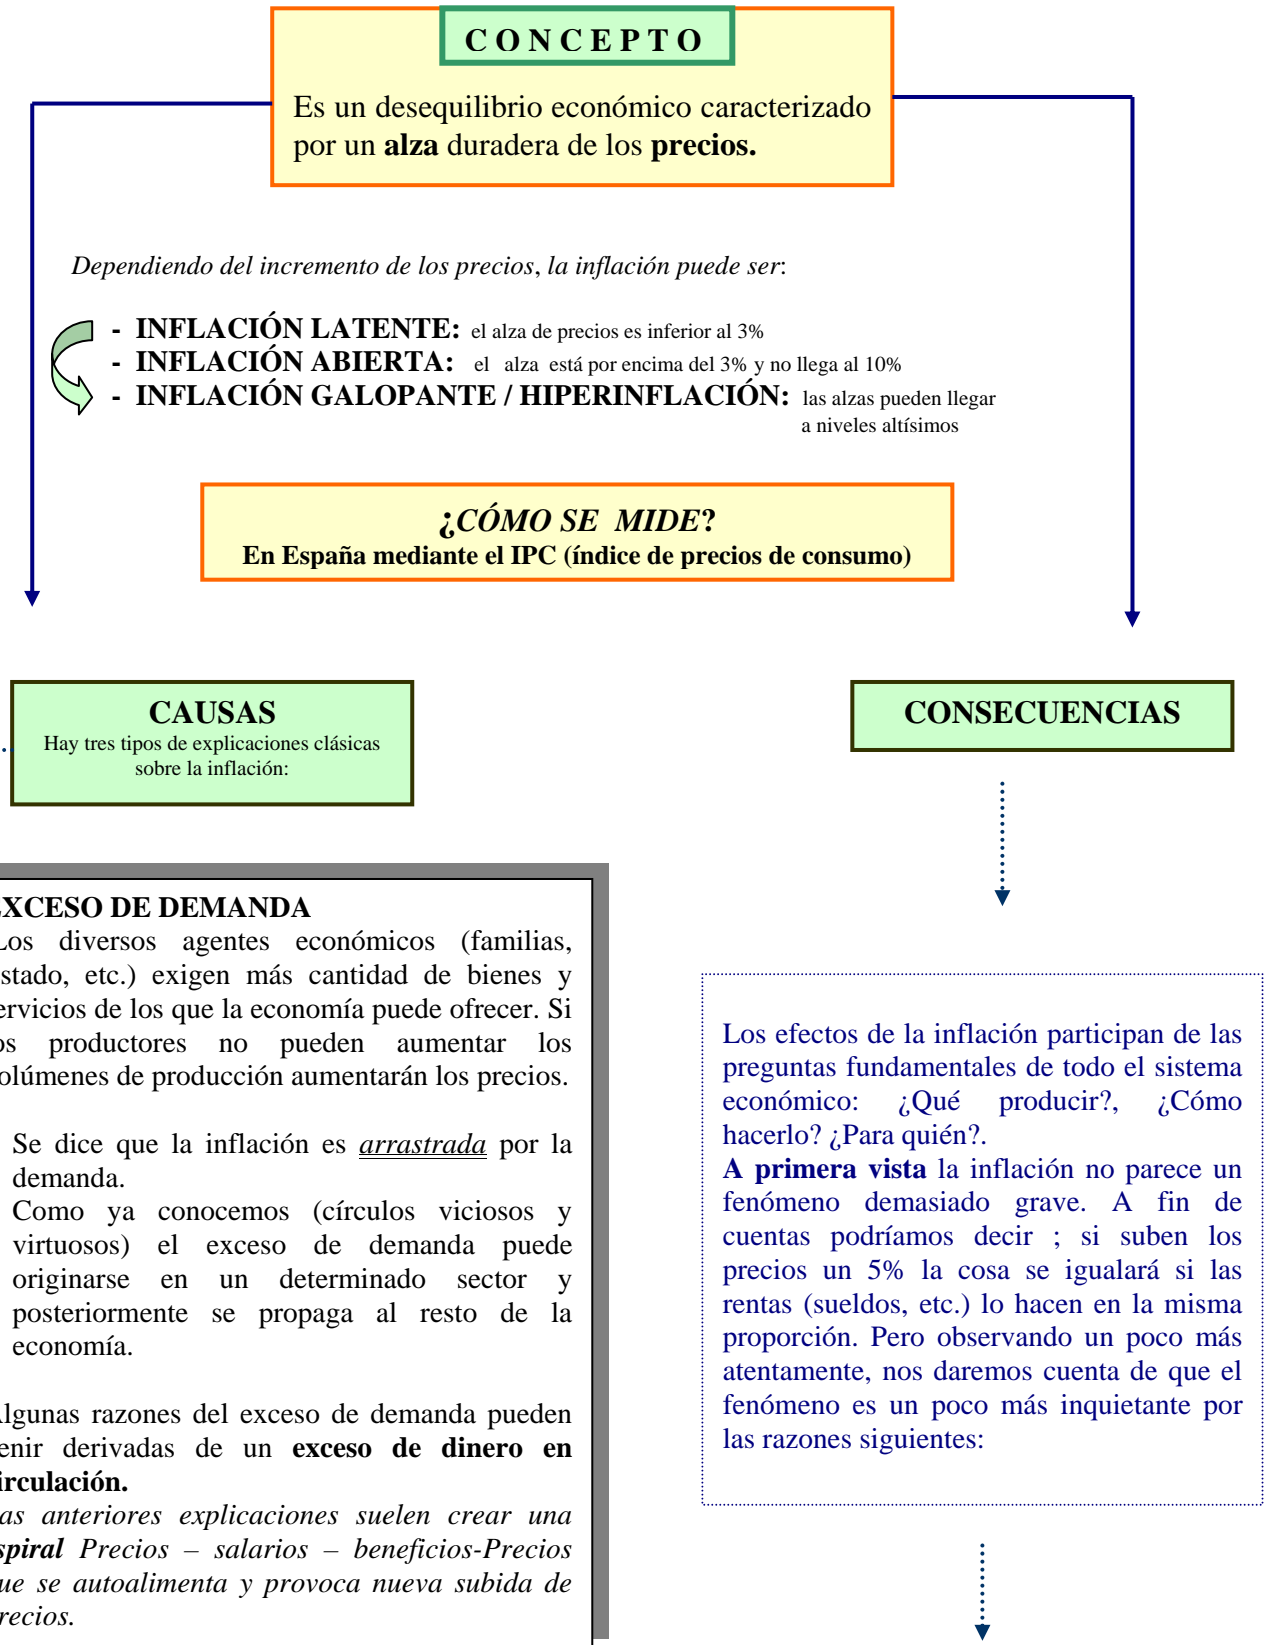 CONCEPTO
Es un desequilibrio económico caracterizado
por un alza duradera de los precios.
Dependiendo del incremento de los precios, la inflación puede ser:
- INFLACIÓN LATENTE: el alza de precios es inferior al 3%
- INFLACIÓN ABIERTA: el alza está por encima del 3% y no llega al 10%
- INFLACIÓN GALOPANTE / HIPERINFLACIÓN: las alzas pueden llegar
a niveles altísimos
¿CÓMO SE MIDE?
En España mediante el IPC (índice de precios de consumo)
CAUSAS
Hay tres tipos de explicaciones clásicas
sobre la inflación:
XCESO DE DEMANDA
Los diversos agentes económicos (familias,
stado, etc.) exigen más cantidad de bienes y
ervicios de los que la economía puede ofrecer. Si
os productores no pueden aumentar los
olúmenes de producción aumentarán los precios.
Se dice que la inflación es arrastrada por la
demanda.
Como ya conocemos (círculos viciosos y
virtuosos) el exceso de demanda puede
originarse en un determinado sector y
posteriormente se propaga al resto de la
economía.
Algunas razones del exceso de demanda pueden
enir derivadas de un exceso de dinero en
irculación.
as anteriores explicaciones suelen crear una
spiral Precios – salarios – beneficios-Precios
ue se autoalimenta y provoca nueva subida de
recios.
CONSECUENCIAS
Los efectos de la inflación participan de las
preguntas fundamentales de todo el sistema
económico: ¿Qué producir?, ¿Cómo
hacerlo? ¿Para quién?.
A primera vista la inflación no parece un
fenómeno demasiado grave. A fin de
cuentas podríamos decir ; si suben los
precios un 5% la cosa se igualará si las
rentas (sueldos, etc.) lo hacen en la misma
proporción. Pero observando un poco más
atentamente, nos daremos cuenta de que el
fenómeno es un poco más inquietante por
las razones siguientes: